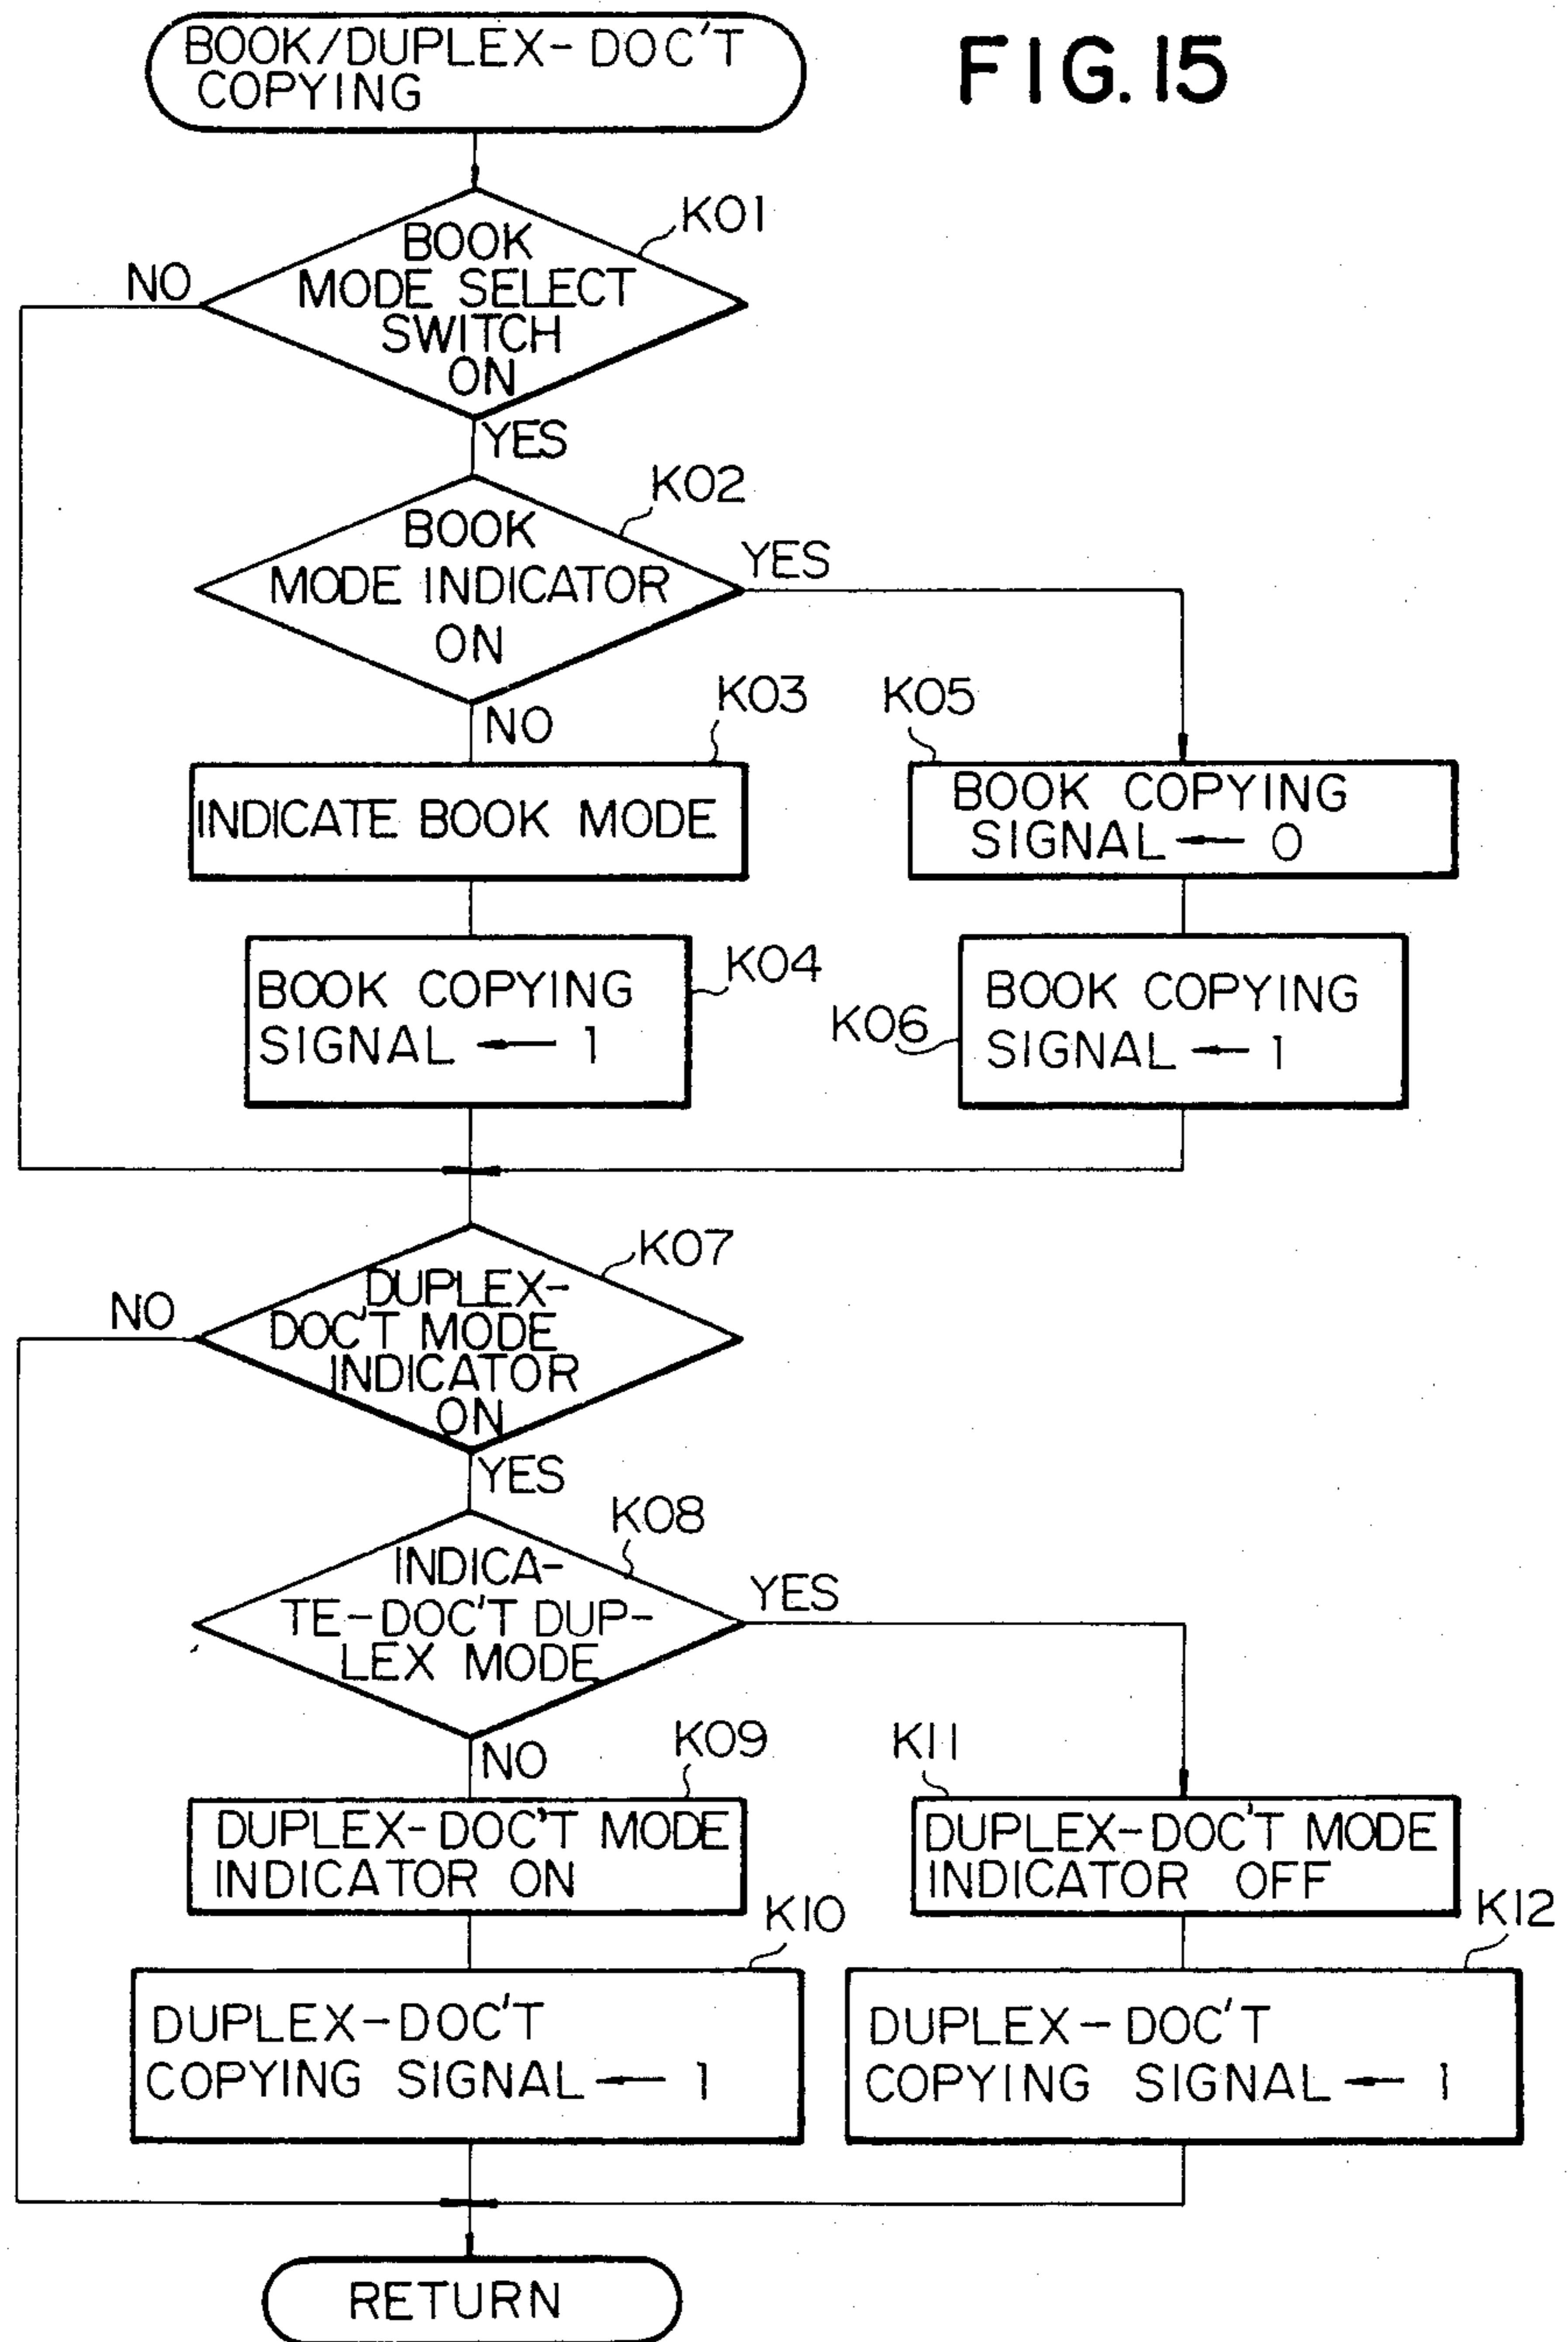 BOOK/DUPLEX-DOC'T
COPYING
FIG. 15
K01
BOOK
MODE SELECT
SWITCH
ON
NO
YES
K02
BOOK
MODE INDICATOR
ON
YES
NO
K03
INDICATE BOOK MODE
K05
BOOK COPYING
SIGNAL ← 0
K04
BOOK COPYING
SIGNAL ← 1
K06
BOOK COPYING
SIGNAL ← 1
K07
DUPLEX-
DOC'T MODE
INDICATOR
ON
NO
YES
K08
INDICA-
TE-DOC'T DUP-
LEX MODE
YES
NO
K09
DUPLEX-DOC'T MODE
INDICATOR ON
K11
DUPLEX-DOC'T MODE
INDICATOR OFF
K10
DUPLEX-DOC'T
COPYING SIGNAL ← 1
K12
DUPLEX-DOC'T
COPYING SIGNAL ← 1
RETURN